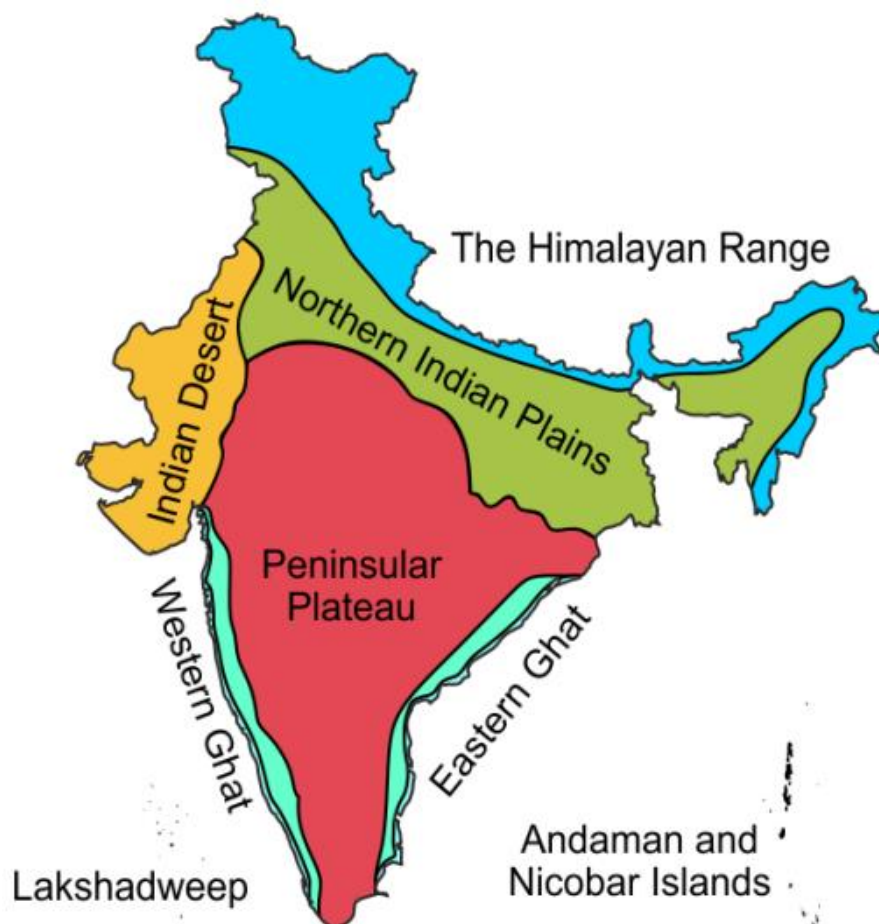 The Himalayan Range
Northern Indian Plains
Indian Desert
Peninsular
Plateau
Western Ghat
Eastern Ghat
Andaman and
Nicobar Islands
Lakshadweep